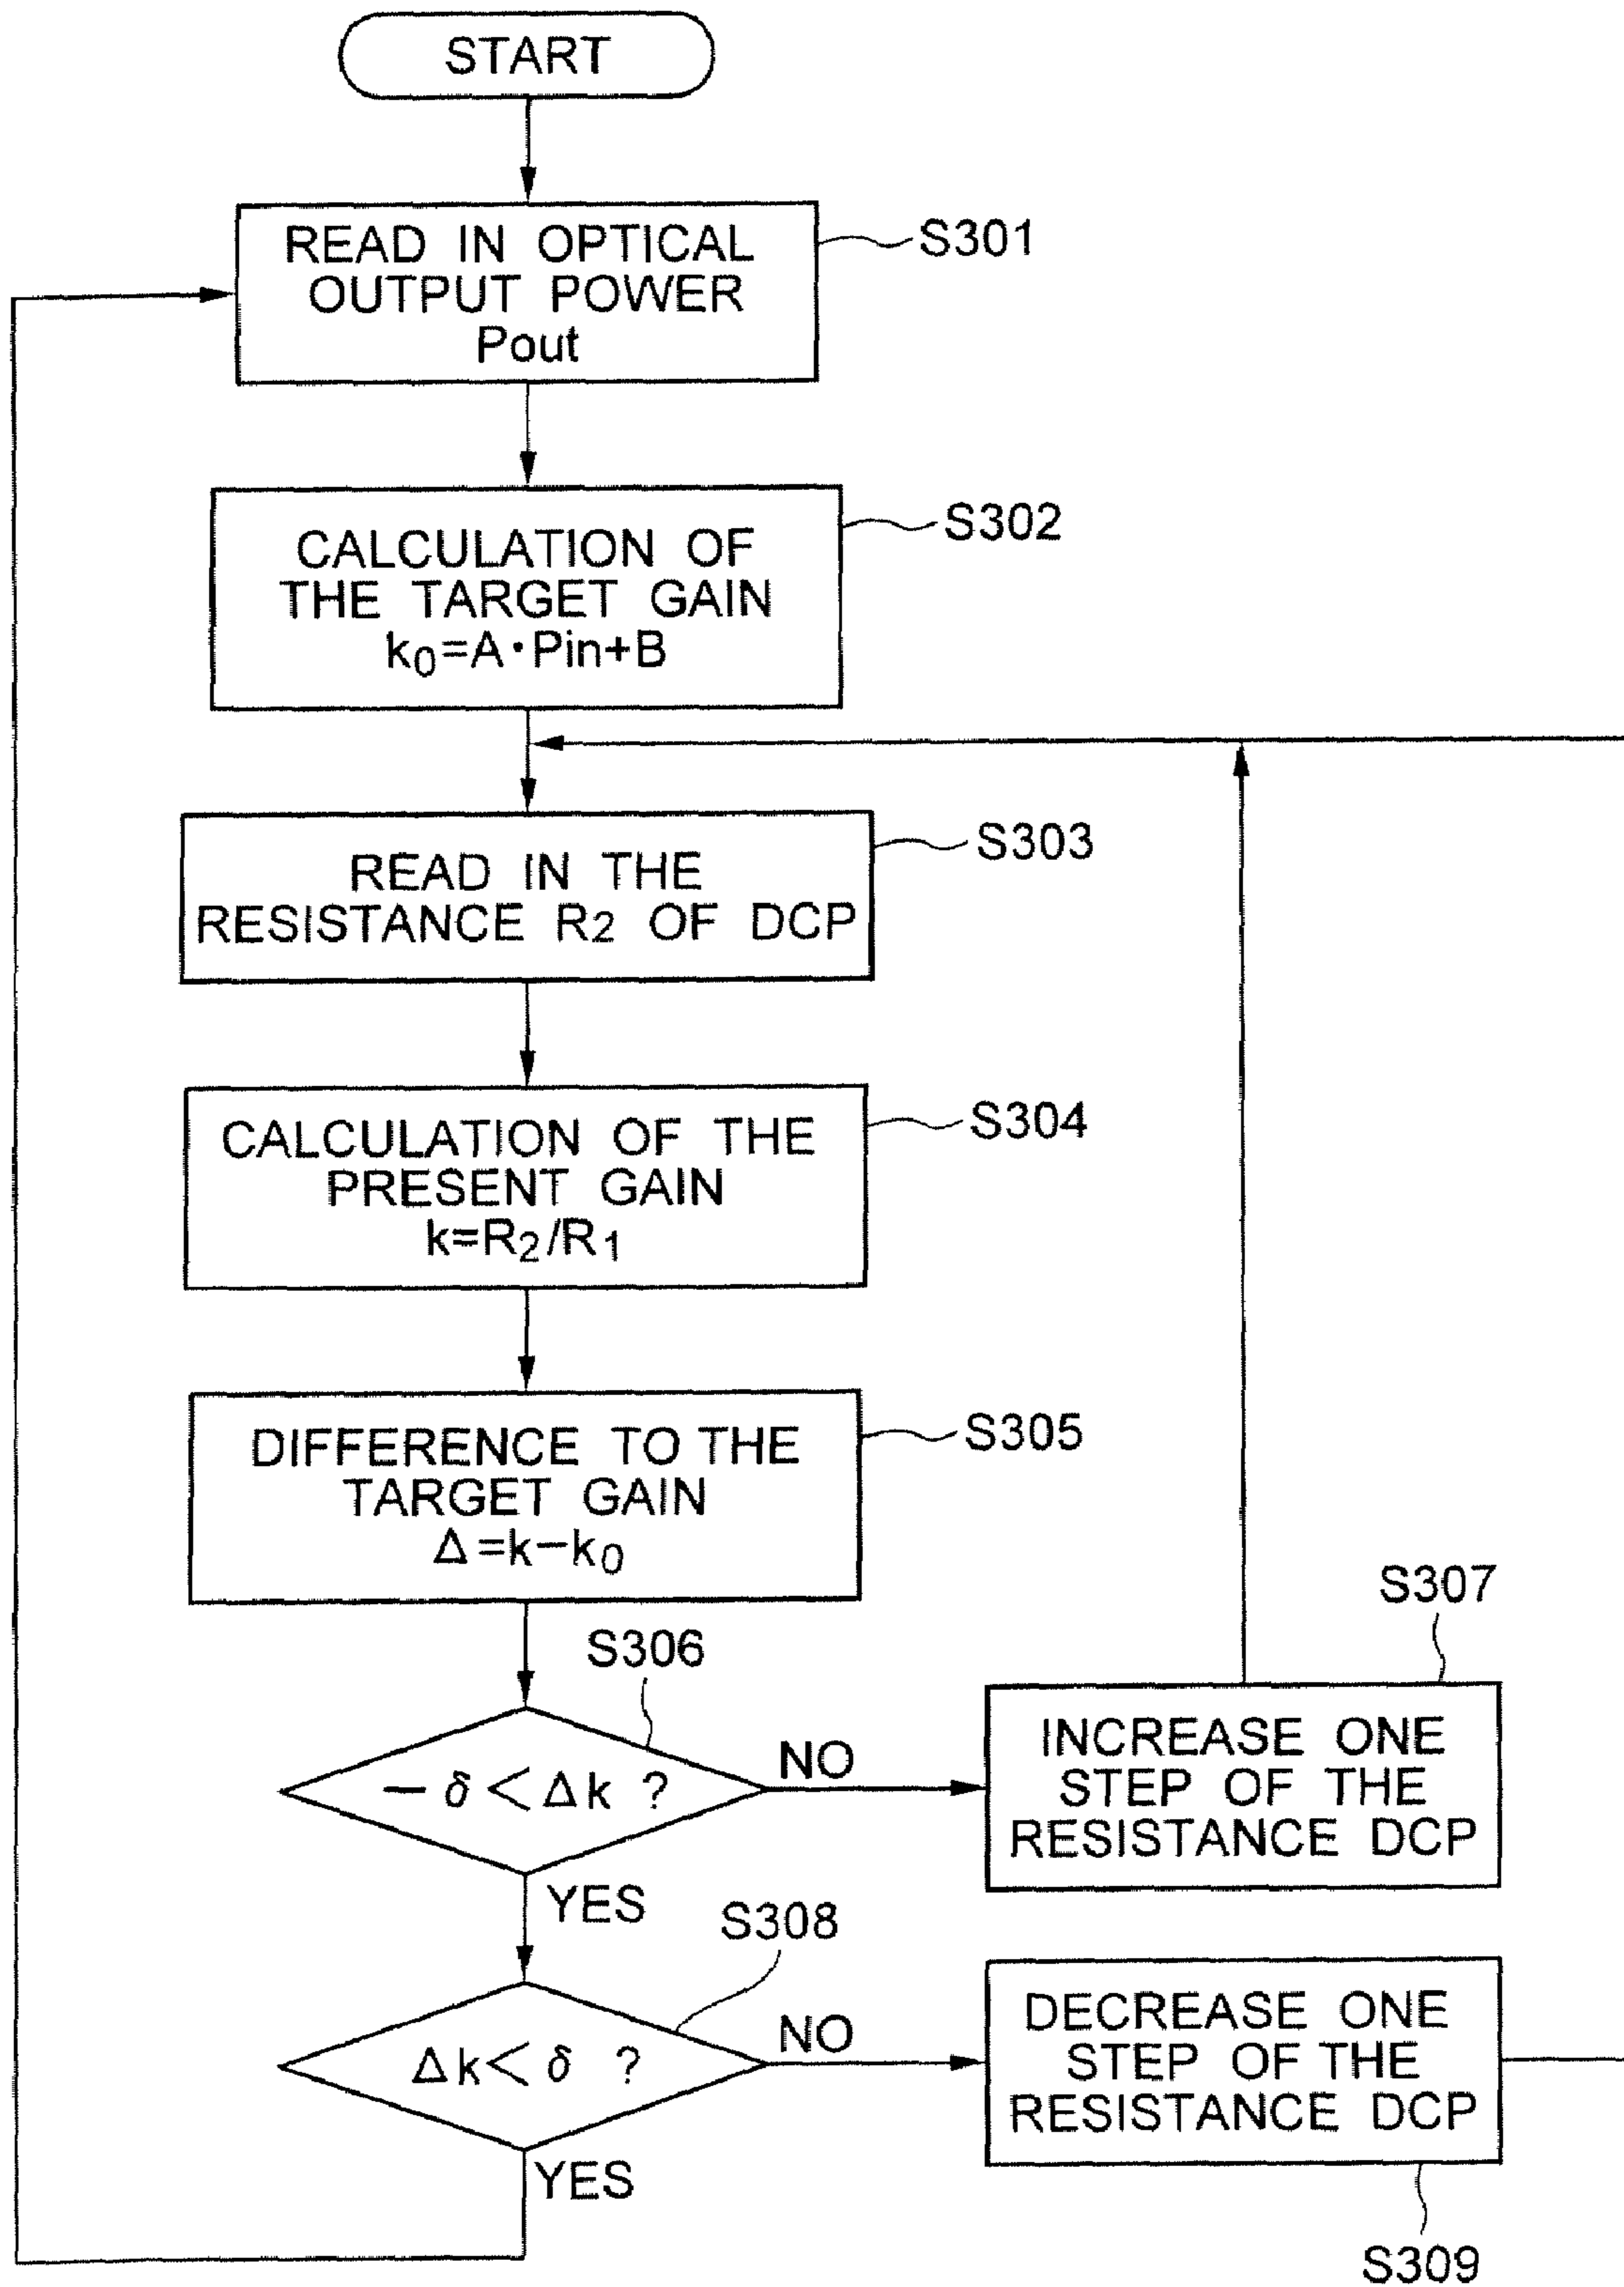 START
READ IN OPTICAL
OUTPUT POWER
Pout
S301
CALCULATION OF
THE TARGET GAIN
k₀=A·Pin+B
S302
READ IN THE
RESISTANCE R2 OF DCP
S303
CALCULATION OF THE
PRESENT GAIN
k=R₂/R₁
S304
DIFFERENCE TO THE
TARGET GAIN
Δ=k−k₀
S305
S306
− δ < Δk ?
NO
YES
S307
INCREASE ONE
STEP OF THE
RESISTANCE DCP
S308
Δk < δ ?
NO
YES
DECREASE ONE
STEP OF THE
RESISTANCE DCP
S309